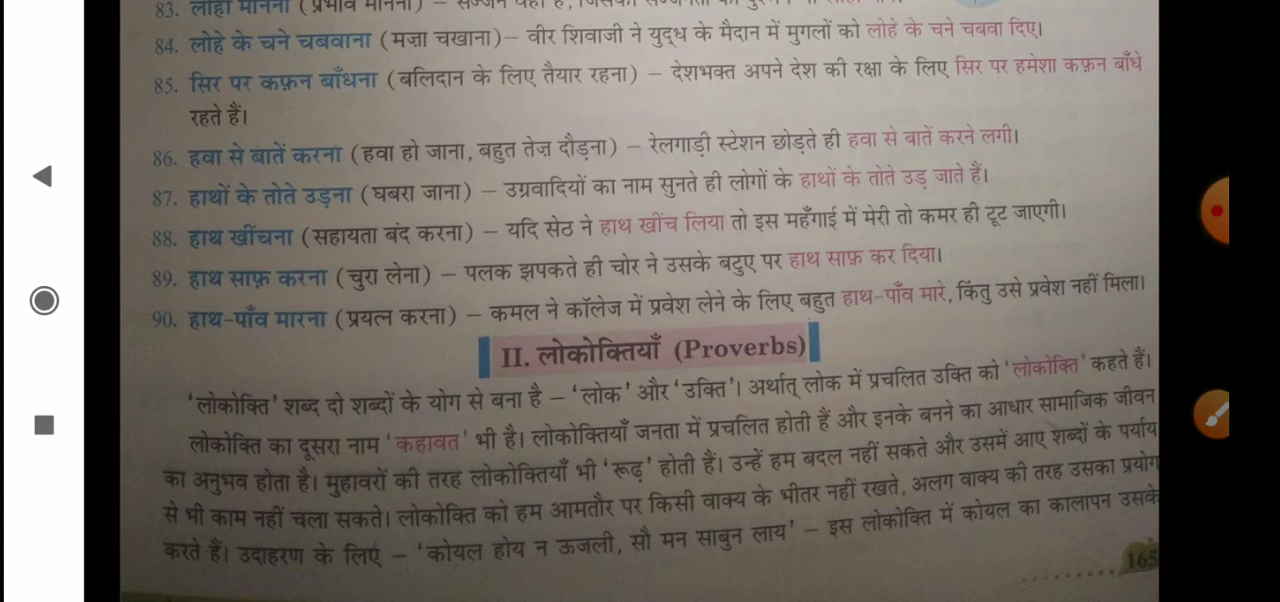 83. लोहा मानना (प्रभाव मानना) –
84. लोहे के चने चबवाना (मज़ा चखाना)– वीर शिवाजी ने युद्ध के मैदान में मुगलों को लोहे के चने चबवा दिए।
85. सिर पर कफ़न बाँधना (बलिदान के लिए तैयार रहना) – देशभक्त अपने देश की रक्षा के लिए सिर पर हमेशा कफ़न बाँधे
रहते हैं।
86. हवा से बातें करना (हवा हो जाना, बहुत तेज़ दौड़ना) – रेलगाड़ी स्टेशन छोड़ते ही हवा से बातें करने लगी।
87. हाथों के तोते उड़ना (घबरा जाना) – उग्रवादियों का नाम सुनते ही लोगों के हाथों के तोते उड़ जाते हैं।
88. हाथ खींचना (सहायता बंद करना) – यदि सेठ ने हाथ खींच लिया तो इस महँगाई में मेरी तो कमर ही टूट जाएगी।
89. हाथ साफ़ करना (चुरा लेना) – पलक झपकते ही चोर ने उसके बटुए पर हाथ साफ़ कर दिया।
90. हाथ-पाँव मारना (प्रयत्न करना) – कमल ने कॉलेज में प्रवेश लेने के लिए बहुत हाथ-पाँव मारे, किंतु उसे प्रवेश नहीं मिला।
II. लोकोक्तियाँ (Proverbs)
'लोकोक्ति' शब्द दो शब्दों के योग से बना है – 'लोक' और 'उक्ति'। अर्थात् लोक में प्रचलित उक्ति को 'लोकोक्ति' कहते हैं।
लोकोक्ति का दूसरा नाम 'कहावत' भी है। लोकोक्तियाँ जनता में प्रचलित होती हैं और इनके बनने का आधार सामाजिक जीवन
का अनुभव होता है। मुहावरों की तरह लोकोक्तियाँ भी 'रूढ़' होती हैं। उन्हें हम बदल नहीं सकते और उसमें आए शब्दों के पर्याय
से भी काम नहीं चला सकते। लोकोक्ति को हम आमतौर पर किसी वाक्य के भीतर नहीं रखते, अलग वाक्य की तरह उसका प्रयोग
करते हैं। उदाहरण के लिए – 'कोयल होय न ऊजली, सौ मन साबुन लाय' – इस लोकोक्ति में कोयल का कालापन उसके
165